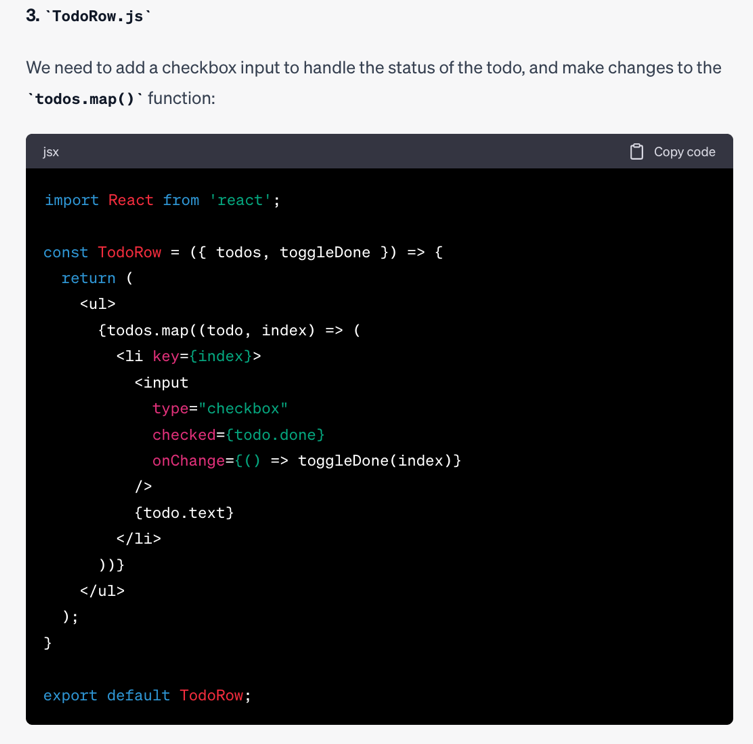 3. `TodoRow.js`
We need to add a checkbox input to handle the status of the todo, and make changes to the
`todos.map()` function:
jsx Copy code
import React from 'react';
const TodoRow = ({ todos, toggleDone }) => {
  return (
    <ul>
      {todos.map((todo, index) => (
        <li key={index}>
          <input
            type="checkbox"
            checked={todo.done}
            onChange={() => toggleDone(index)}
          />
          {todo.text}
        </li>
      ))}
    </ul>
  );
}
export default TodoRow;